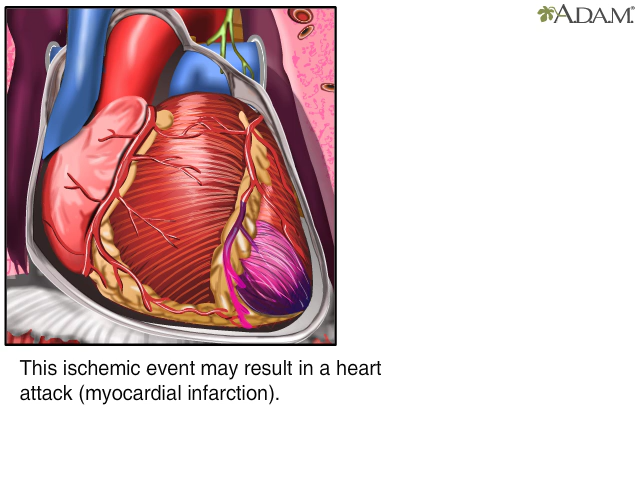 A.D.A.M.
This ischemic event may result in a heart
attack (myocardial infarction).